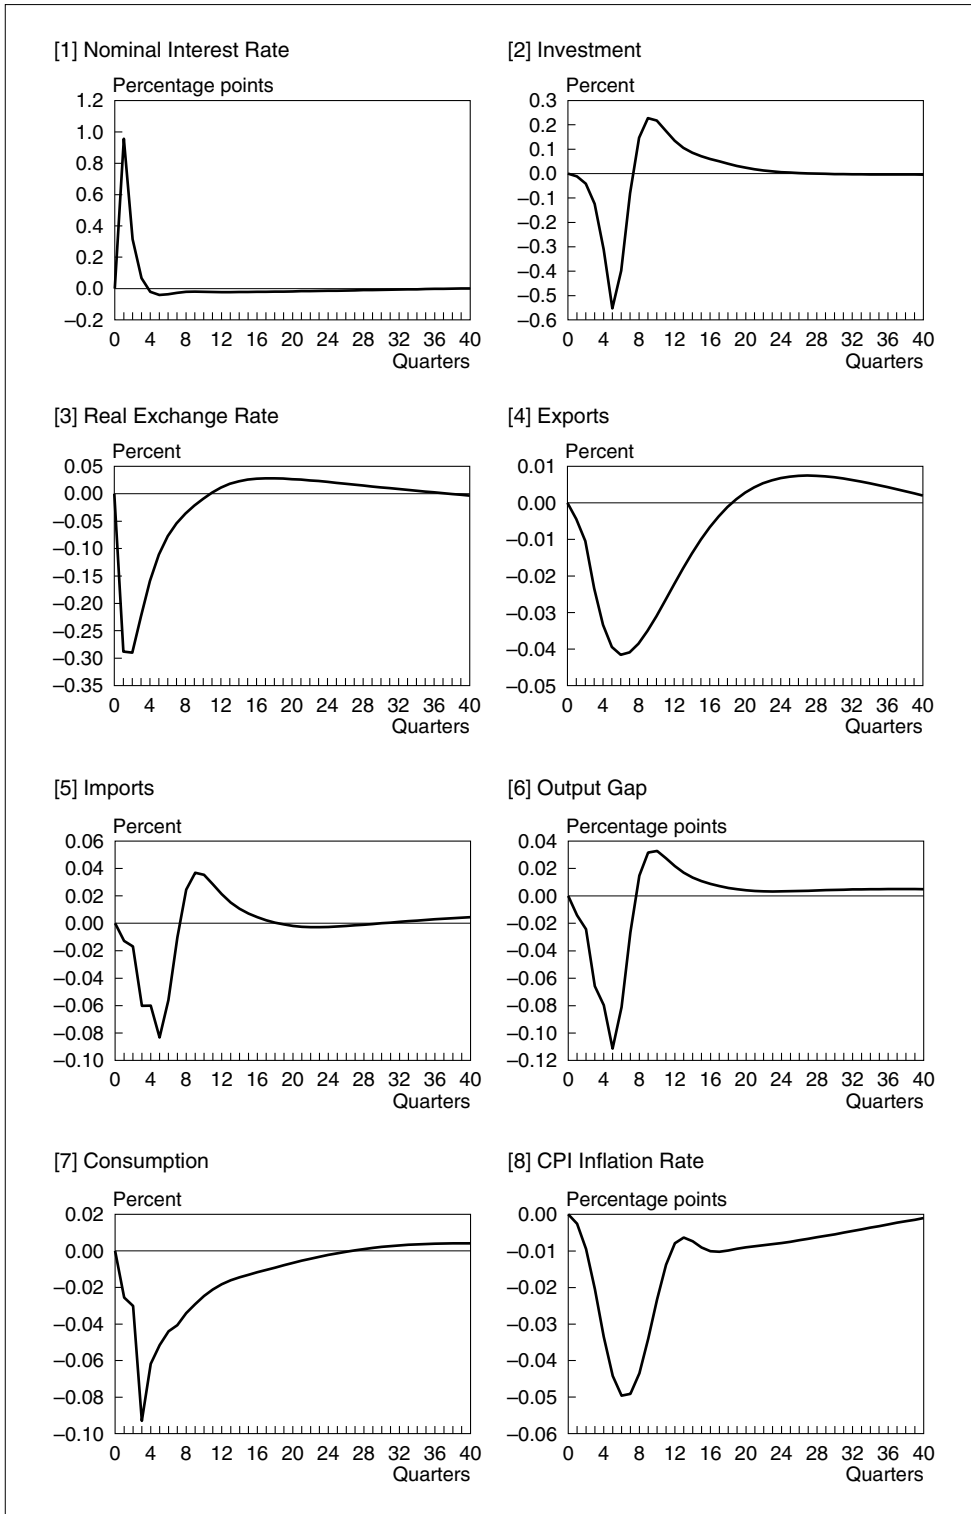 [1] Nominal Interest Rate
Percentage points
1.2
1.0
0.8
0.6
0.4
0.2
0.0
–0.2
0 4 8 12 16 20 24 28 32 36 40
Quarters
[2] Investment
Percent
0.3
0.2
0.1
0.0
–0.1
–0.2
–0.3
–0.4
–0.5
–0.6
0 4 8 12 16 20 24 28 32 36 40
Quarters
[3] Real Exchange Rate
Percent
0.05
0.00
–0.05
–0.10
–0.15
–0.20
–0.25
–0.30
–0.35
0 4 8 12 16 20 24 28 32 36 40
Quarters
[4] Exports
Percent
0.01
0.00
–0.01
–0.02
–0.03
–0.04
–0.05
0 4 8 12 16 20 24 28 32 36 40
Quarters
[5] Imports
Percent
0.06
0.04
0.02
0.00
–0.02
–0.04
–0.06
–0.08
–0.10
0 4 8 12 16 20 24 28 32 36 40
Quarters
[6] Output Gap
Percentage points
0.04
0.02
0.00
–0.02
–0.04
–0.06
–0.08
–0.10
–0.12
0 4 8 12 16 20 24 28 32 36 40
Quarters
[7] Consumption
Percent
0.02
0.00
–0.02
–0.04
–0.06
–0.08
–0.10
0 4 8 12 16 20 24 28 32 36 40
Quarters
[8] CPI Inflation Rate
Percentage points
0.00
–0.01
–0.02
–0.03
–0.04
–0.05
–0.06
0 4 8 12 16 20 24 28 32 36 40
Quarters